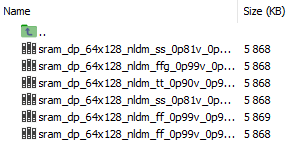 Name Size (KB)
..
sram_dp_64x128_nldm_ss_0p81v_0p9... 5 868
sram_dp_64x128_nldm_ffg_0p99v_0p... 5 868
sram_dp_64x128_nldm_tt_0p90v_0p9... 5 868
sram_dp_64x128_nldm_ss_0p81v_0p... 5 868
sram_dp_64x128_nldm_ff_0p99v_0p9... 5 869
sram_dp_64x128_nldm_ff_0p99v_0p9... 5 868